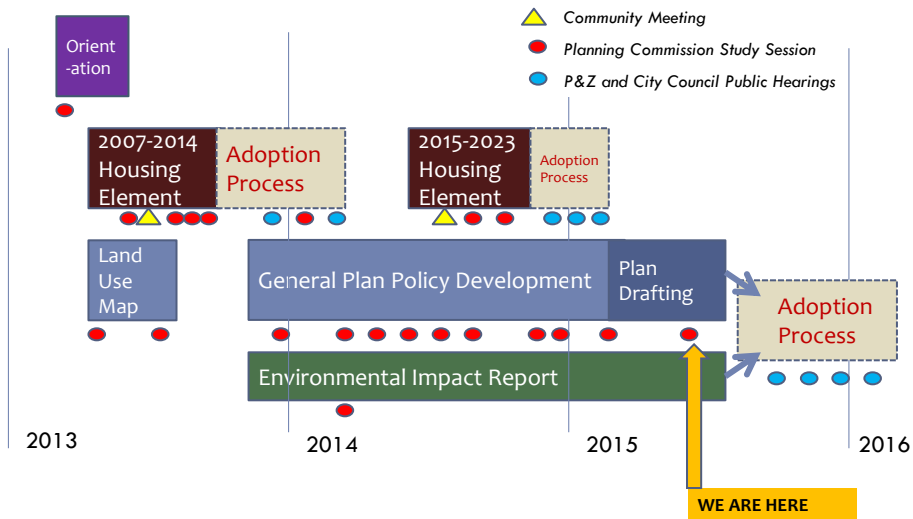 Community Meeting
Planning Commission Study Session
P&Z and City Council Public Hearings
Orient
-ation
2007-2014
Housing
Element
Adoption
Process
2015-2023
Housing
Element
Adoption
Process
Land
Use
Map
General Plan Policy Development
Plan
Drafting
Adoption
Process
Environmental Impact Report
2013
2014
2015
2016
WE ARE HERE